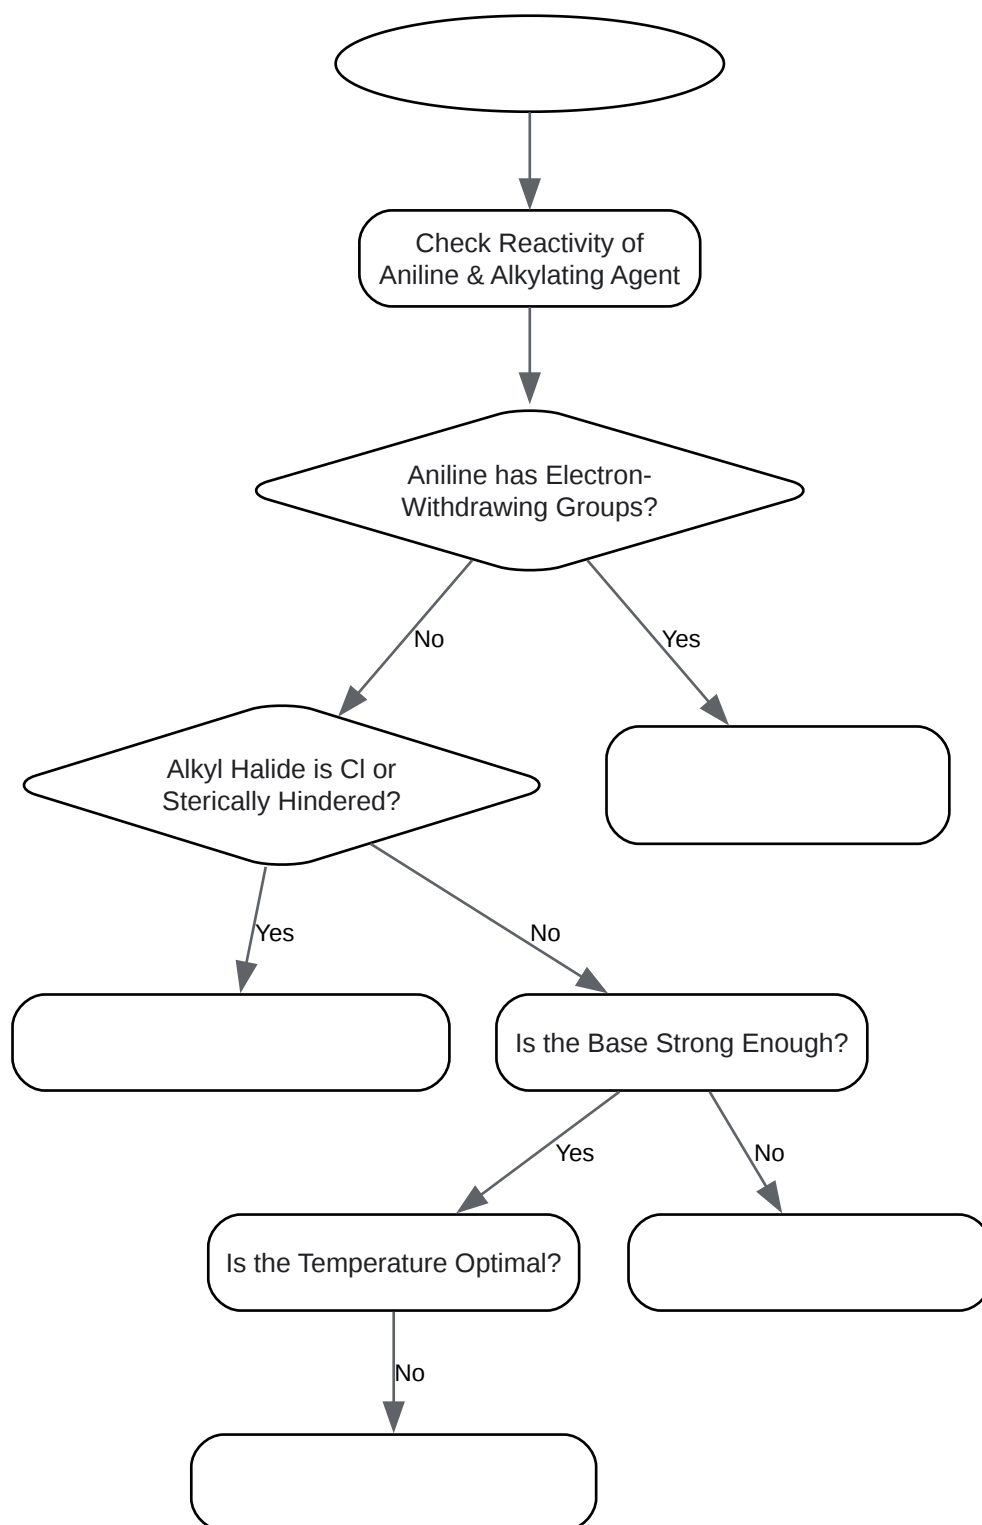 Check Reactivity of
Aniline & Alkylating Agent
Aniline has Electron-
Withdrawing Groups?
No
Yes
Alkyl Halide is Cl or
Sterically Hindered?
Yes
No
Is the Base Strong Enough?
Yes
No
Is the Temperature Optimal?
No